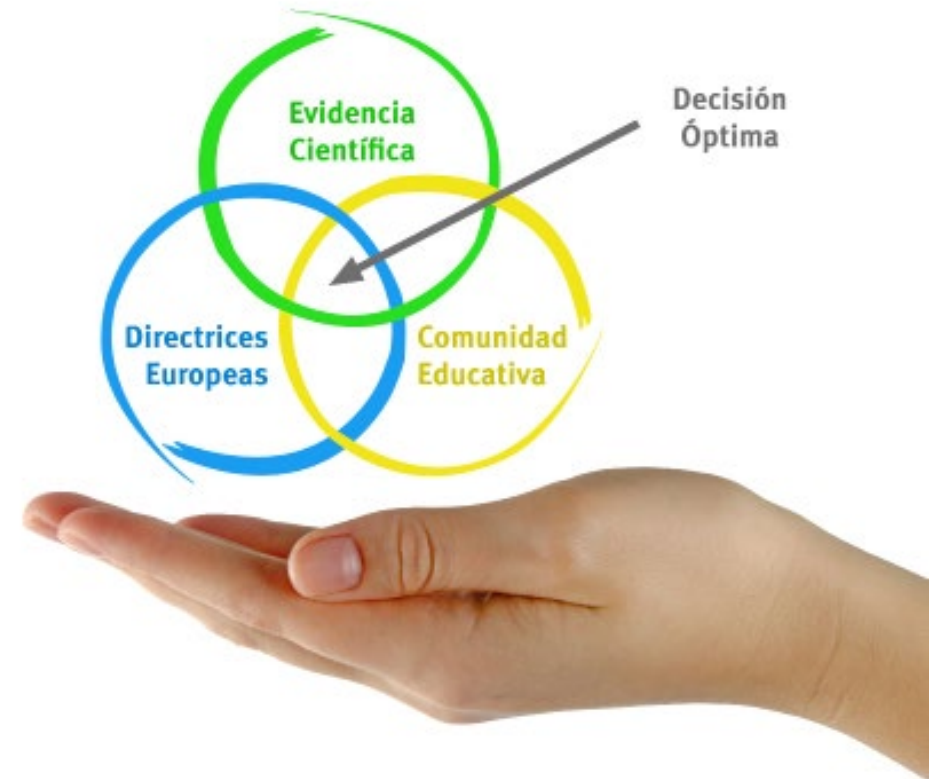 Evidencia
Científica
Decisión
Óptima
Directrices
Europeas
Comunidad
Educativa